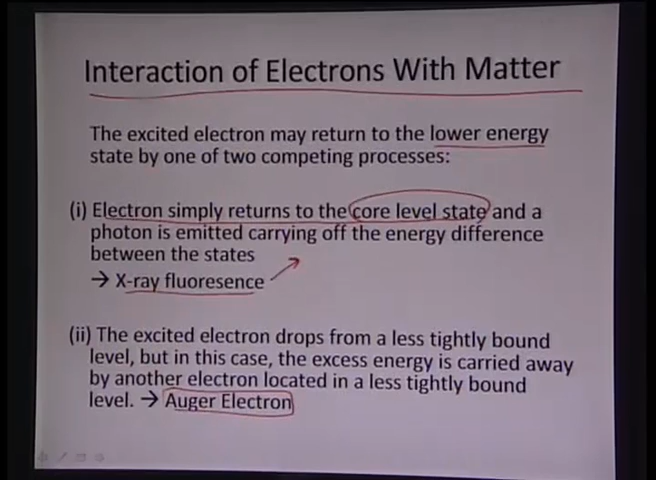 Interaction of Electrons With Matter
The excited electron may return to the lower energy
state by one of two competing processes:
(i) Electron simply returns to the core level state and a
photon is emitted carrying off the energy difference
between the states
→ X-ray fluoresence
(ii) The excited electron drops from a less tightly bound
level, but in this case, the excess energy is carried away
by another electron located in a less tightly bound
level. → Auger Electron